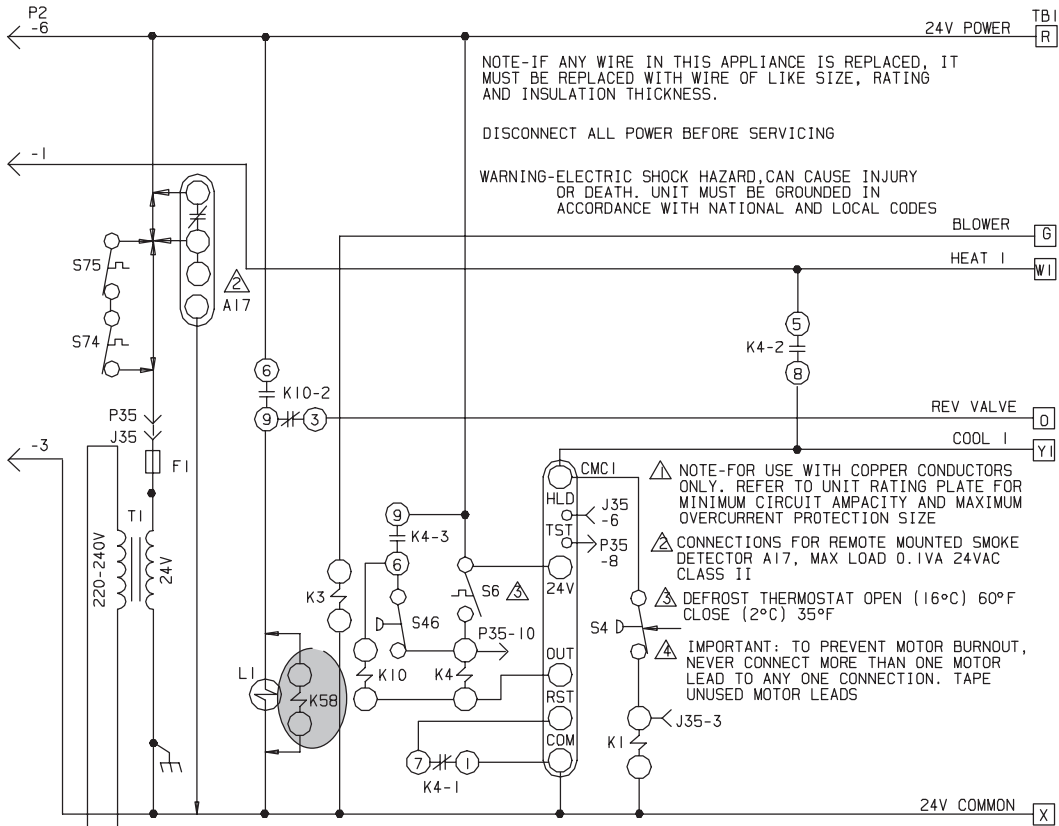 P2
-6
24V POWER
TB1
R
NOTE-IF ANY WIRE IN THIS APPLIANCE IS REPLACED, IT
MUST BE REPLACED WITH WIRE OF LIKE SIZE, RATING
AND INSULATION THICKNESS.
DISCONNECT ALL POWER BEFORE SERVICING
-1
WARNING-ELECTRIC SHOCK HAZARD,CAN CAUSE INJURY
OR DEATH. UNIT MUST BE GROUNDED IN
ACCORDANCE WITH NATIONAL AND LOCAL CODES
BLOWER
G
HEAT 1
W1
S75
2
A17
S74
5
K4-2
8
6
K10-2
9
3
REV VALVE
O
P35
J35
-3
COOL 1
Y1
F1
CMC1
HLD
J35
-6
TST
P35
-8
24V
1 NOTE-FOR USE WITH COPPER CONDUCTORS
ONLY. REFER TO UNIT RATING PLATE FOR
MINIMUM CIRCUIT AMPACITY AND MAXIMUM
OVERCURRENT PROTECTION SIZE
2 CONNECTIONS FOR REMOTE MOUNTED SMOKE
DETECTOR A17, MAX LOAD 0.1VA 24VAC
CLASS II
3 DEFROST THERMOSTAT OPEN (16°C) 60°F
CLOSE (2°C) 35°F
4 IMPORTANT: TO PREVENT MOTOR BURNOUT,
NEVER CONNECT MORE THAN ONE MOTOR
LEAD TO ANY ONE CONNECTION. TAPE
UNUSED MOTOR LEADS
T1
220-240V
24V
9
K4-3
6
K3
S46
S6 3
P35-10
S4
L1
K58
K10
K4
OUT
RST
COM
J35-3
K1
7
1
K4-1
24V COMMON
X